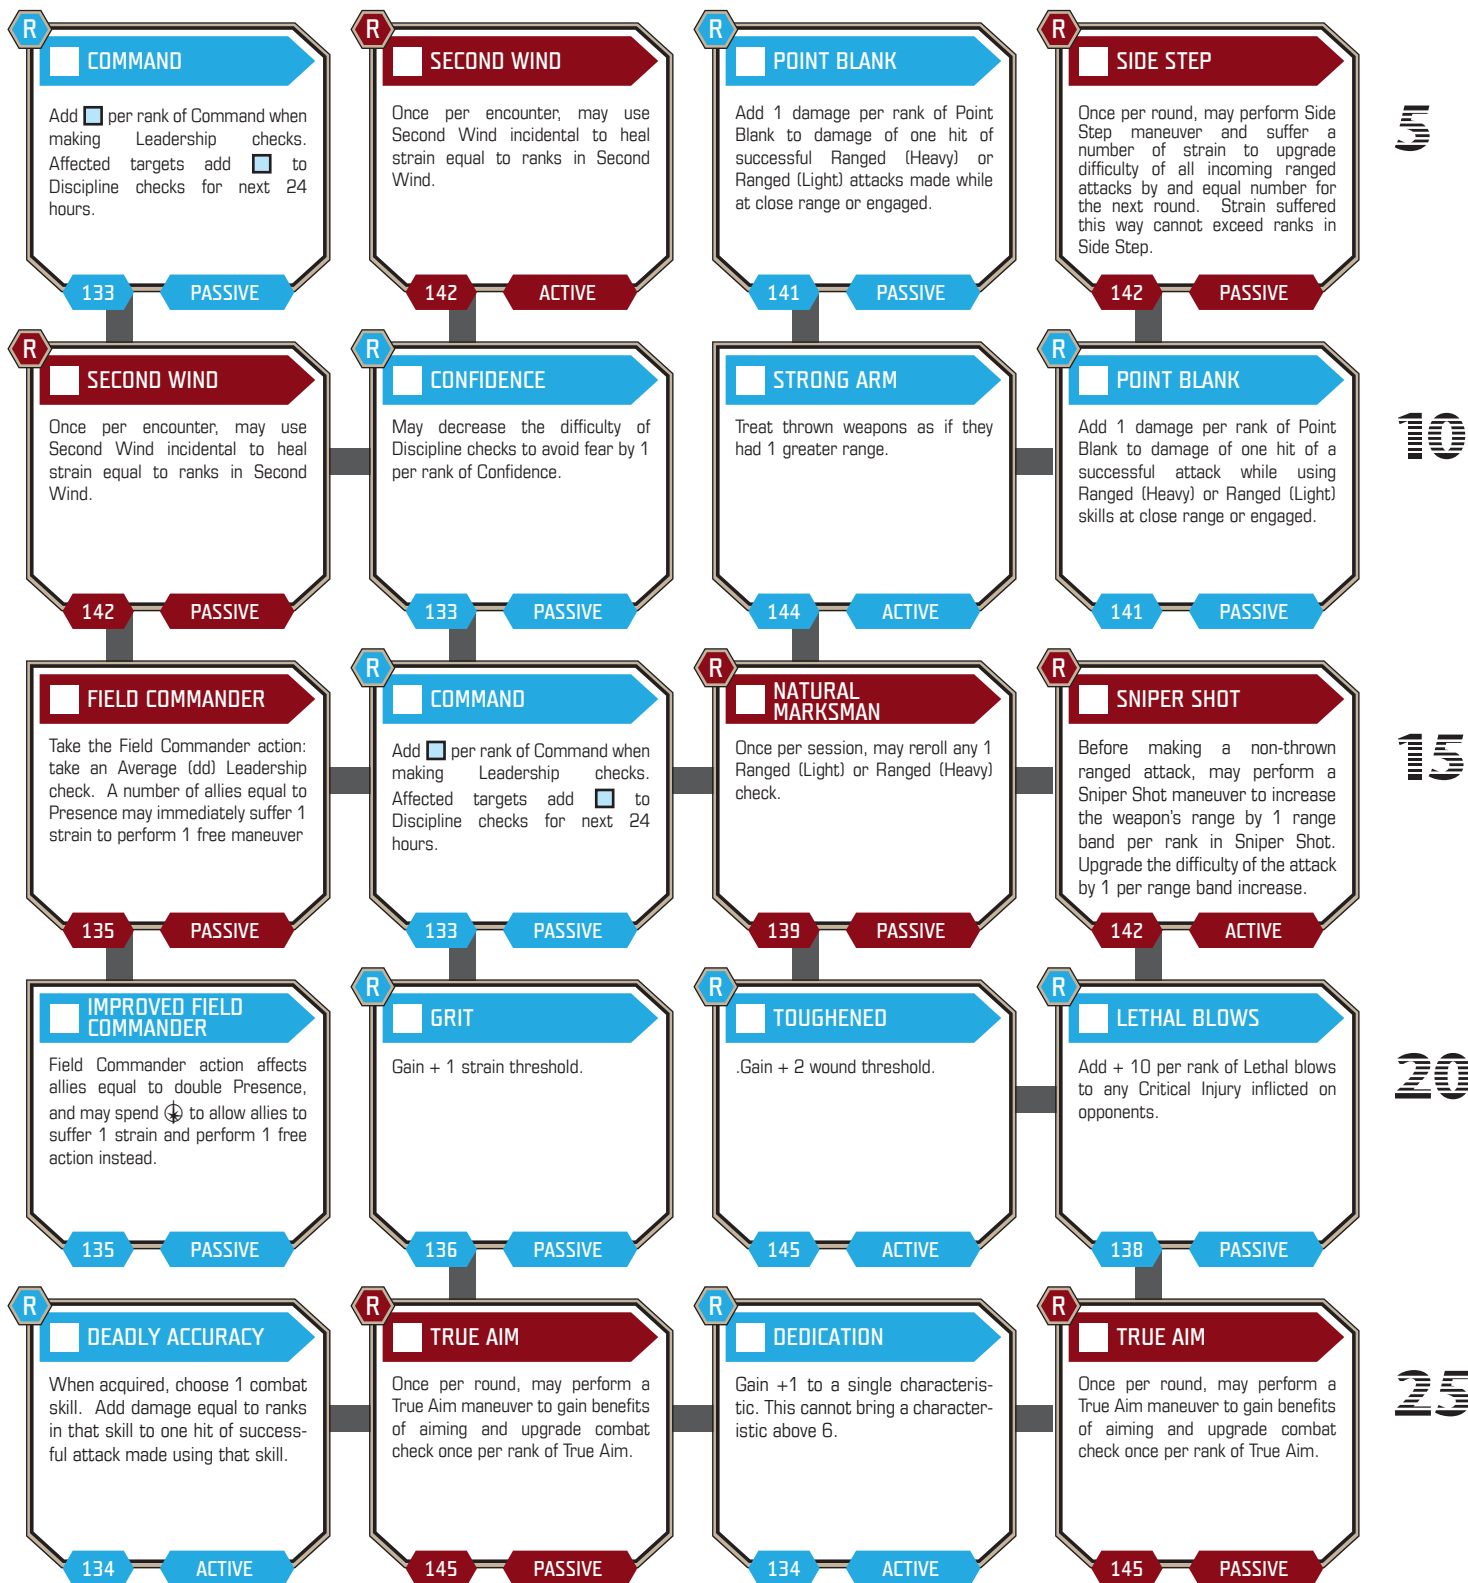 R
COMMAND
Add per rank of Command when
making Leadership checks.
Affected targets add to
Discipline checks for next 24
hours.
133 PASSIVE
R
SECOND WIND
Once per encounter, may use
Second Wind incidental to heal
strain equal to ranks in Second
Wind.
142 ACTIVE
R
POINT BLANK
Add 1 damage per rank of Point
Blank to damage of one hit of
successful Ranged (Heavy) or
Ranged (Light) attacks made while
at close range or engaged.
141 PASSIVE
R
SIDE STEP
Once per round, may perform Side
Step maneuver and suffer a
number of strain to upgrade
difficulty of all incoming ranged
attacks by and equal number for
the next round. Strain suffered
this way cannot exceed ranks in
Side Step.
142 PASSIVE
5
R
SECOND WIND
Once per encounter, may use
Second Wind incidental to heal
strain equal to ranks in Second
Wind.
142 PASSIVE
R
CONFIDENCE
May decrease the difficulty of
Discipline checks to avoid fear by 1
per rank of Confidence.
133 PASSIVE
STRONG ARM
Treat thrown weapons as if they
had 1 greater range.
144 ACTIVE
R
POINT BLANK
Add 1 damage per rank of Point
Blank to damage of one hit of a
successful attack while using
Ranged (Heavy) or Ranged (Light)
skills at close range or engaged.
141 PASSIVE
10
FIELD COMMANDER
Take the Field Commander action:
take an Average (dd) Leadership
check. A number of allies equal to
Presence may immediately suffer 1
strain to perform 1 free maneuver
135 PASSIVE
R
COMMAND
Add per rank of Command when
making Leadership checks.
Affected targets add to
Discipline checks for next 24
hours.
133 PASSIVE
R
NATURAL
MARKSMAN
Once per session, may reroll any 1
Ranged (Light) or Ranged (Heavy)
check.
139 PASSIVE
R
SNIPER SHOT
Before making a non-thrown
ranged attack, may perform a
Sniper Shot maneuver to increase
the weapon's range by 1 range
band per rank in Sniper Shot.
Upgrade the difficulty of the attack
by 1 per range band increase.
142 ACTIVE
15
IMPROVED FIELD
COMMANDER
Field Commander action affects
allies equal to double Presence,
and may spend to allow allies to
suffer 1 strain and perform 1 free
action instead.
135 PASSIVE
R
GRIT
Gain + 1 strain threshold.
136 PASSIVE
R
TOUGHENED
.Gain + 2 wound threshold.
145 ACTIVE
R
LETHAL BLOWS
Add + 10 per rank of Lethal blows
to any Critical Injury inflicted on
opponents.
138 PASSIVE
20
R
DEADLY ACCURACY
When acquired, choose 1 combat
skill. Add damage equal to ranks
in that skill to one hit of success-
ful attack made using that skill.
134 ACTIVE
R
TRUE AIM
Once per round, may perform a
True Aim maneuver to gain benefits
of aiming and upgrade combat
check once per rank of True Aim.
145 PASSIVE
R
DEDICATION
Gain +1 to a single characteris-
tic. This cannot bring a character-
istic above 6.
134 ACTIVE
R
TRUE AIM
Once per round, may perform a
True Aim maneuver to gain benefits
of aiming and upgrade combat
check once per rank of True Aim.
145 PASSIVE
25